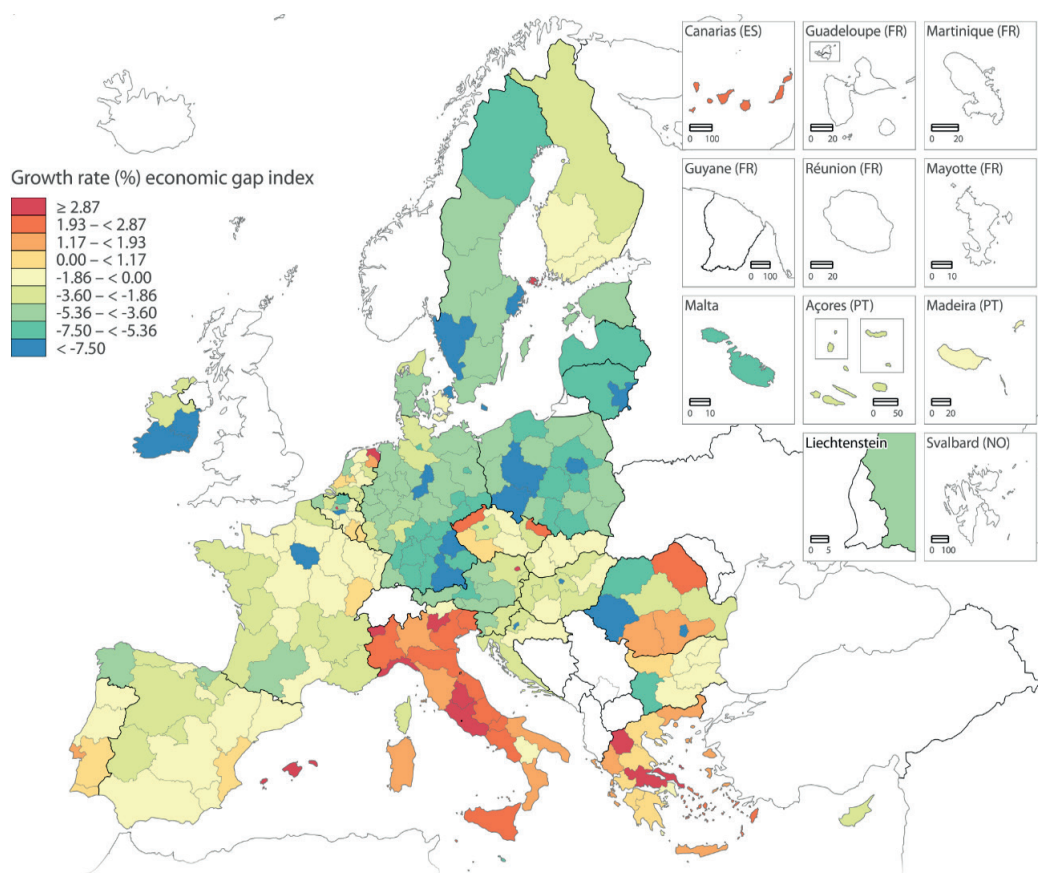 Growth rate (%) economic gap index
≥ 2.87
1.93 – < 2.87
1.17 – < 1.93
0.00 – < 1.17
-1.86 – < 0.00
-3.60 – < -1.86
-5.36 – < -3.60
-7.50 – < -5.36
< -7.50
Canarias (ES)
0 100
Guadeloupe (FR)
0 20
Martinique (FR)
0 20
Guyane (FR)
0 100
Réunion (FR)
0 20
Mayotte (FR)
0 10
Malta
0 10
Açores (PT)
0 50
Madeira (PT)
0 20
Liechtenstein
0 5
Svalbard (NO)
0 100